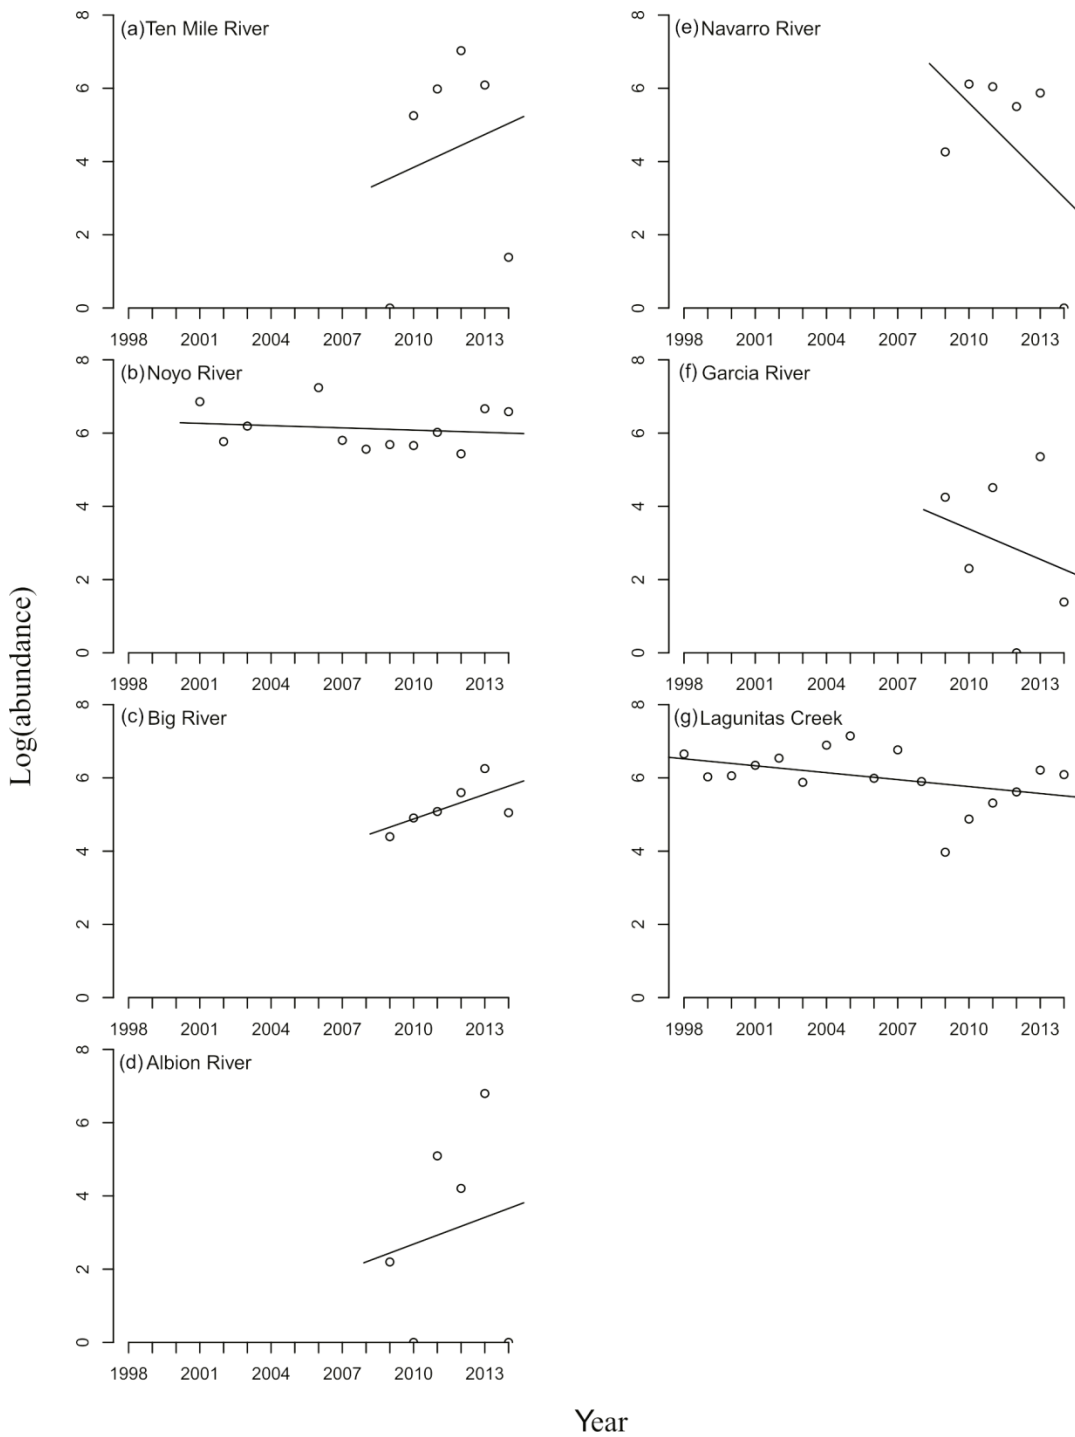 Log(abundance)
(a) Ten Mile River
8
6
4
2
0
1998 2001 2004 2007 2010 2013
(b) Noyo River
8
6
4
2
0
1998 2001 2004 2007 2010 2013
(c) Big River
8
6
4
2
0
1998 2001 2004 2007 2010 2013
(d) Albion River
8
6
4
2
0
1998 2001 2004 2007 2010 2013
(e) Navarro River
8
6
4
2
0
1998 2001 2004 2007 2010 2013
(f) Garcia River
8
6
4
2
0
1998 2001 2004 2007 2010 2013
(g) Lagunitas Creek
8
6
4
2
0
1998 2001 2004 2007 2010 2013
Year